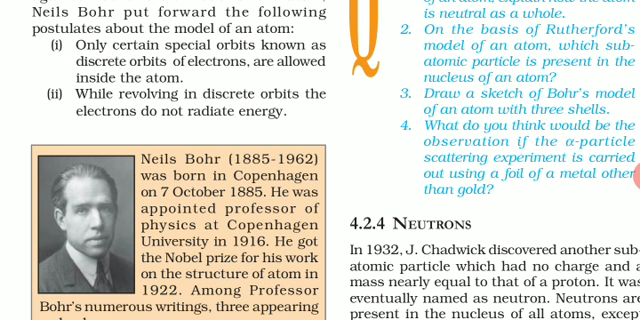 Neils Bohr put forward the following
postulates about the model of an atom:
(i) Only certain special orbits known as
discrete orbits of electrons, are allowed
inside the atom.
(ii) While revolving in discrete orbits the
electrons do not radiate energy.
Neils Bohr (1885-1962)
was born in Copenhagen
on 7 October 1885. He was
appointed professor of
physics at Copenhagen
University in 1916. He got
the Nobel prize for his work
on the structure of atom in
1922. Among Professor
Bohr's numerous writings, three appearing
Q
is neutral as a whole.
2. On the basis of Rutherford's
model of an atom, which sub-
atomic particle is present in the
nucleus of an atom?
3. Draw a sketch of Bohr's model
of an atom with three shells.
4. What do you think would be the
observation if the α-particle
scattering experiment is carried
out using a foil of a metal other
than gold?
4.2.4 NEUTRONS
In 1932, J. Chadwick discovered another sub-
atomic particle which had no charge and a
mass nearly equal to that of a proton. It was
eventually named as neutron. Neutrons are
present in the nucleus of all atoms,